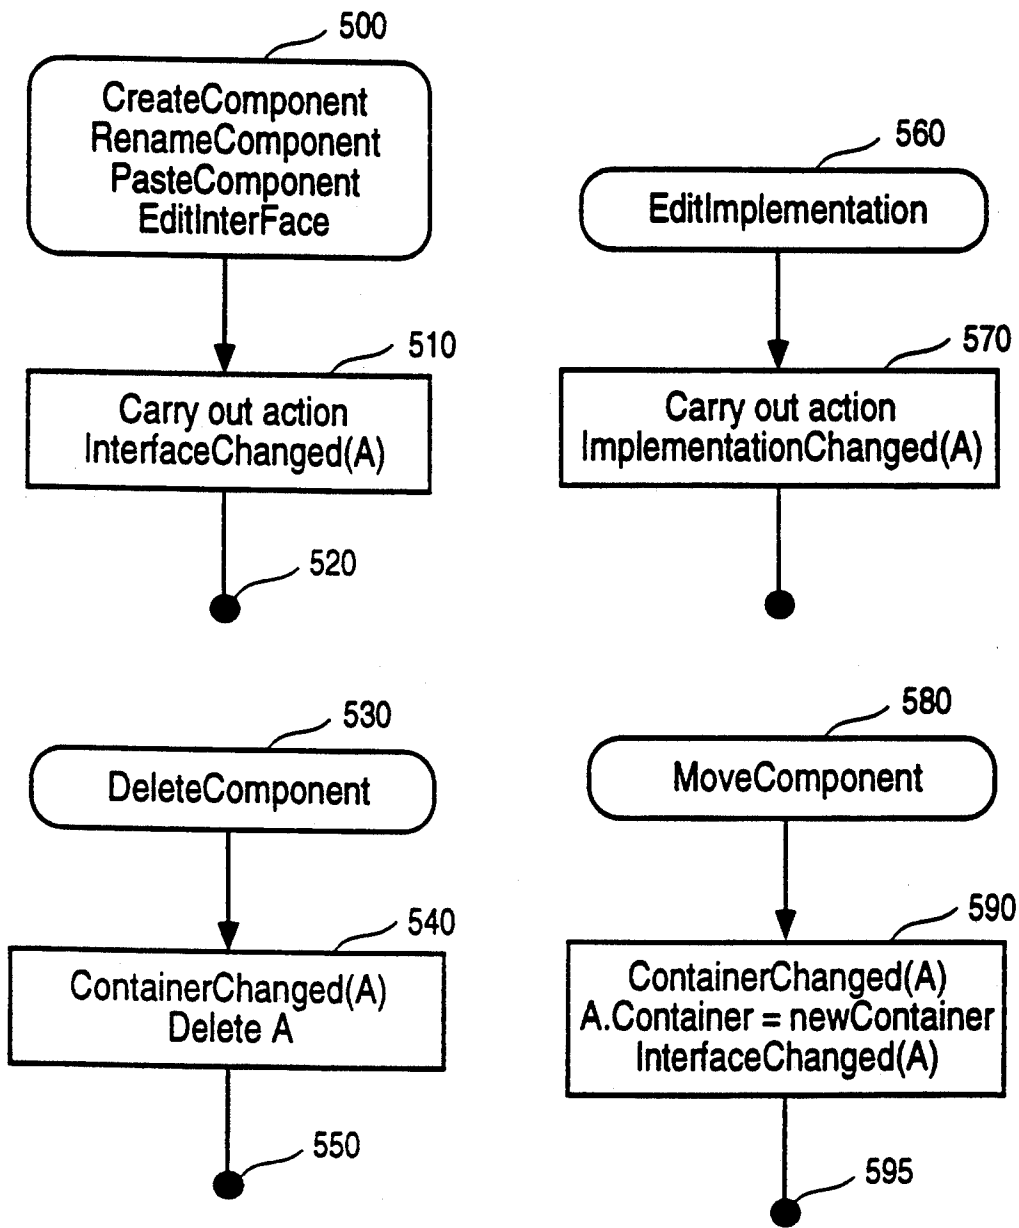 500
CreateComponent
RenameComponent
PasteComponent
EditInterFace
510
Carry out action
InterfaceChanged(A)
520
560
EditImplementation
570
Carry out action
ImplementationChanged(A)
530
DeleteComponent
540
ContainerChanged(A)
Delete A
550
580
MoveComponent
590
ContainerChanged(A)
A.Container = newContainer
InterfaceChanged(A)
595